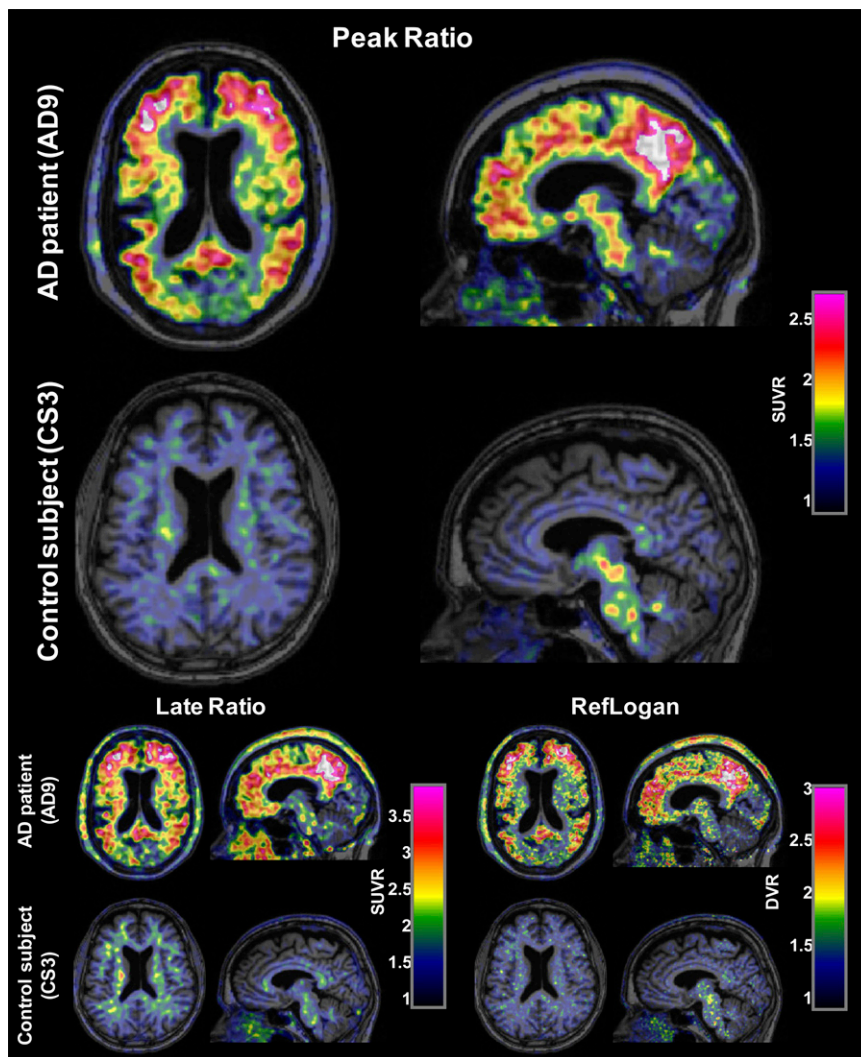 Peak Ratio
AD patient (AD9)
2.5
2
1.5
1
SUVR
Control subject (CS3)
Late Ratio
RefLogan
AD patient
(AD9)
3.5
3
2.5
2
1.5
1
SUVR
3
2.5
2
1.5
1
DVR
Control subject
(CS3)